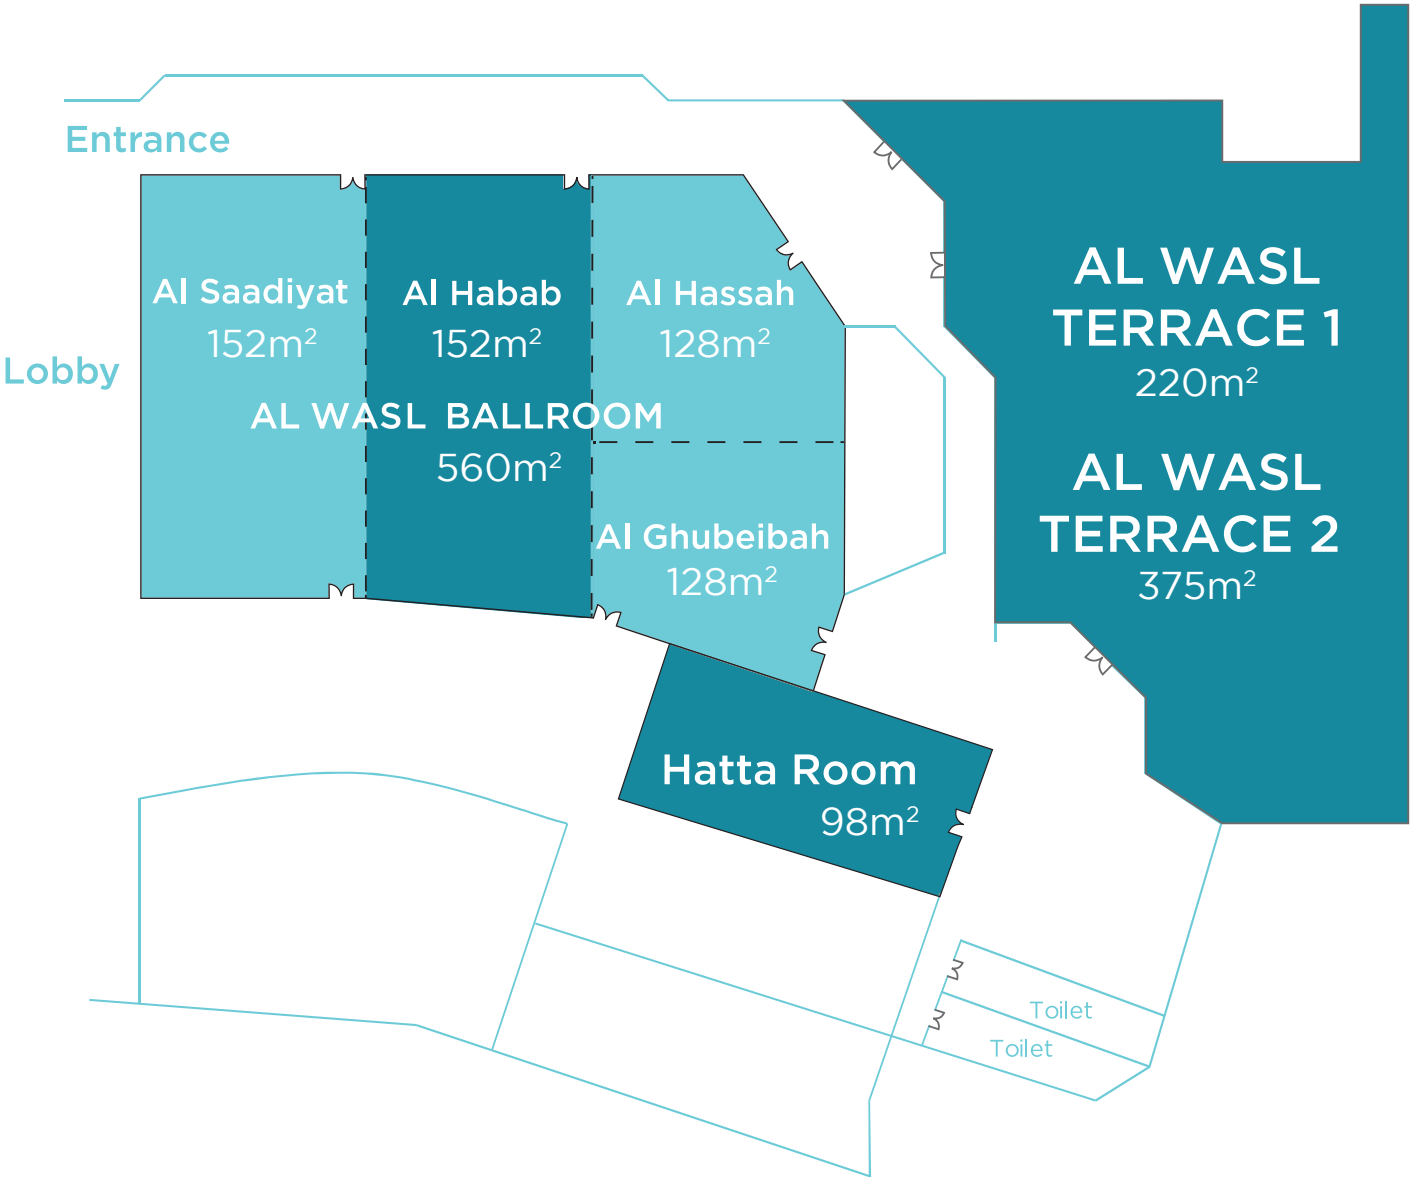 Entrance
Lobby
Al Saadiyat
152m²
Al Habab
152m²
Al Hassah
128m²
AL WASL BALLROOM
560m²
Al Ghubeibah
128m²
AL WASL
TERRACE 1
220m²
AL WASL
TERRACE 2
375m²
Hatta Room
98m²
Toilet
Toilet